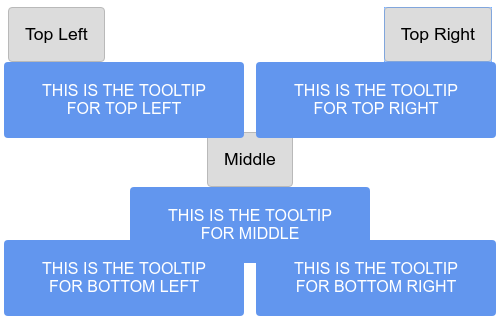 Top Left
Top Right
THIS IS THE TOOLTIP
FOR TOP LEFT
THIS IS THE TOOLTIP
FOR TOP RIGHT
Middle
THIS IS THE TOOLTIP
FOR MIDDLE
THIS IS THE TOOLTIP
FOR BOTTOM LEFT
THIS IS THE TOOLTIP
FOR BOTTOM RIGHT